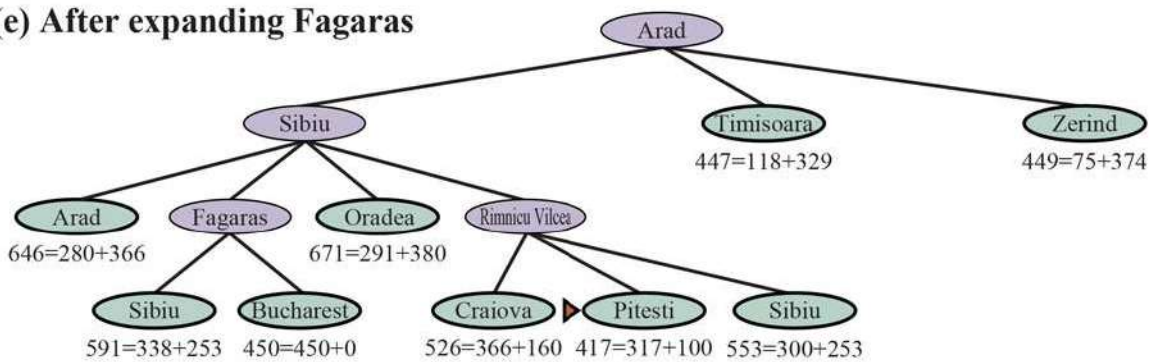 (e) After expanding Fagaras
Arad
Sibiu
Timisoara
Zerind
447=118+329
449=75+374
Arad
Fagaras
Oradea
Rimnicu Vilcea
646=280+366
671=291+380
Sibiu
Bucharest
Craiova
Pitesti
Sibiu
591=338+253
450=450+0
526=366+160
417=317+100
553=300+253